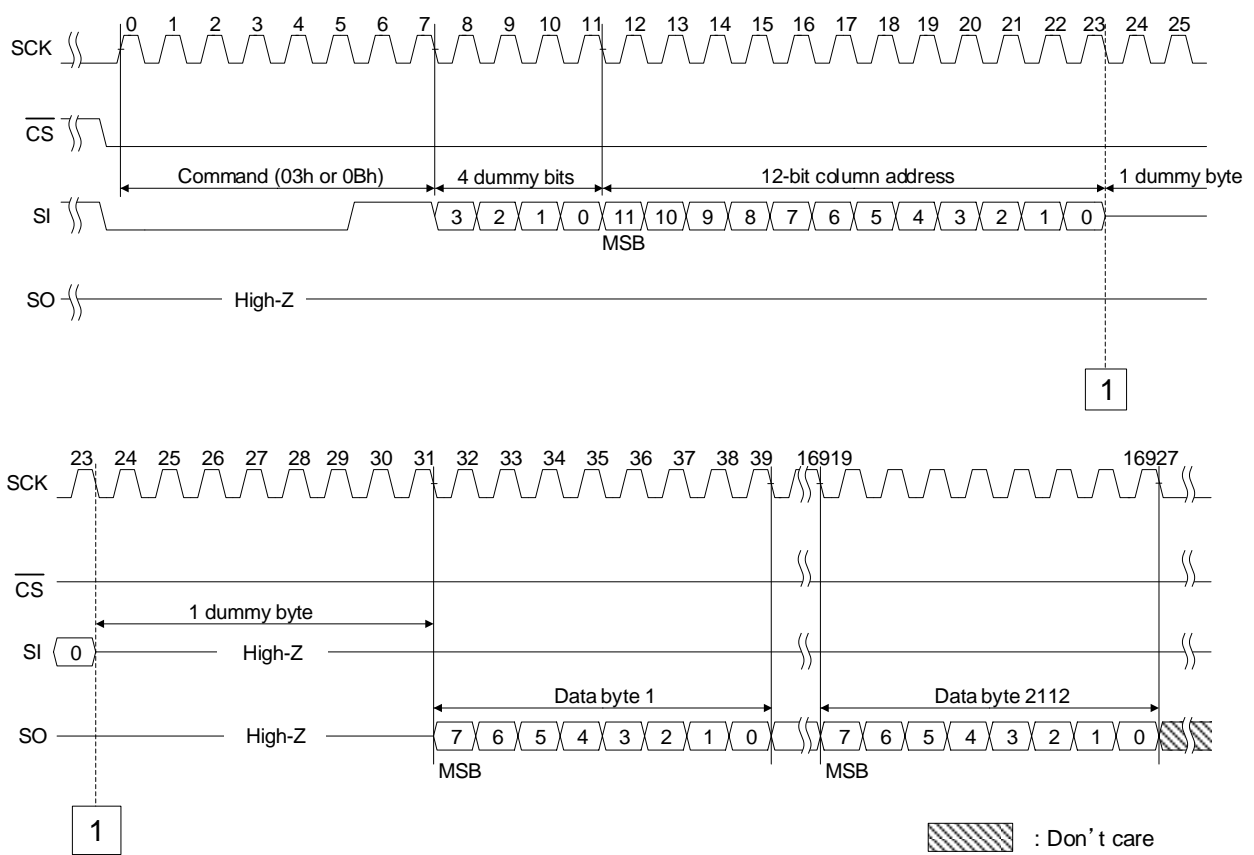 0 1 2 3 4 5 6 7 8 9 10 11 12 13 14 15 16 17 18 19 20 21 22 23 24 25
SCK
CS
Command (03h or 0Bh) 4 dummy bits 12-bit column address 1 dummy byte
SI 3 2 1 0 11 10 9 8 7 6 5 4 3 2 1 0
MSB
SO High-Z
1
23 24 25 26 27 28 29 30 31 32 33 34 35 36 37 38 39 16919 16927
SCK
CS
1 dummy byte
SI 0 High-Z
Data byte 1 Data byte 2112
SO High-Z 7 6 5 4 3 2 1 0 7 6 5 4 3 2 1 0
MSB MSB
1
: Don't care